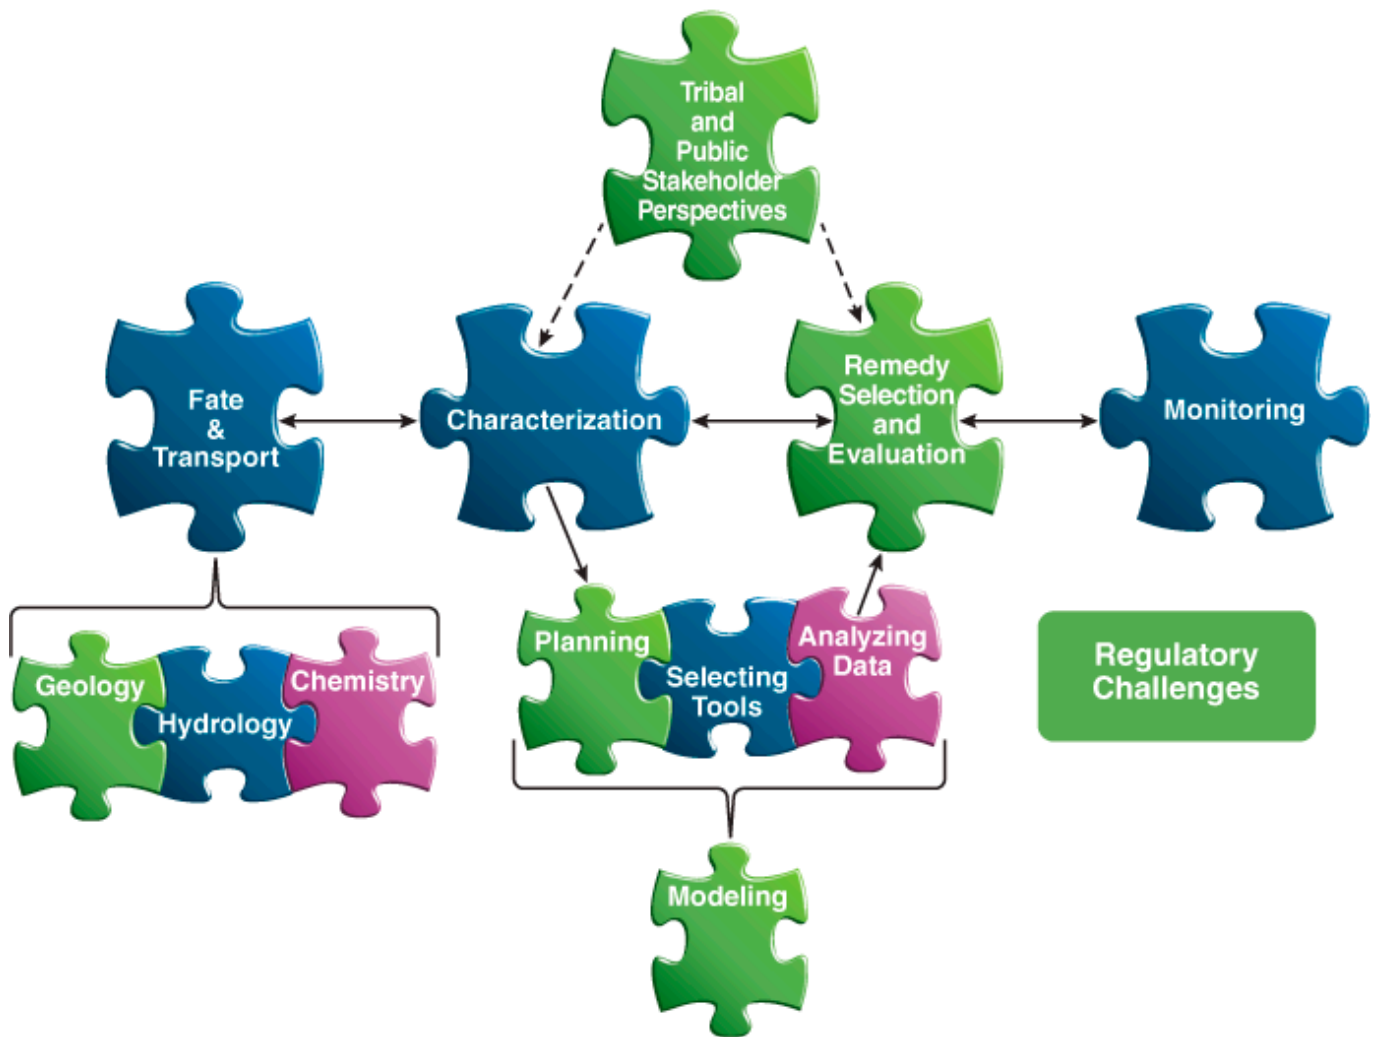 Tribal
and
Public
Stakeholder
Perspectives
Fate
&
Transport
Characterization
Remedy
Selection
and
Evaluation
Monitoring
Geology
Hydrology
Chemistry
Planning
Selecting
Tools
Analyzing
Data
Regulatory
Challenges
Modeling